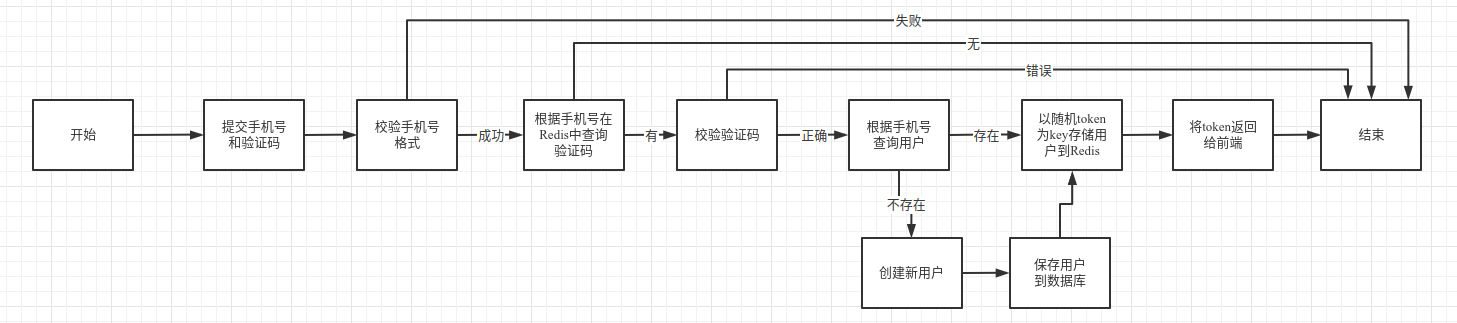 失败
无
错误
开始
提交手机号
和验证码
校验手机号
格式
成功
根据手机号在
Redis中查询
验证码
有
校验验证码
正确
根据手机号
查询用户
存在
以随机token
为key存储用
户到Redis
将token返回
给前端
结束
不存在
创建新用户
保存用户
到数据库